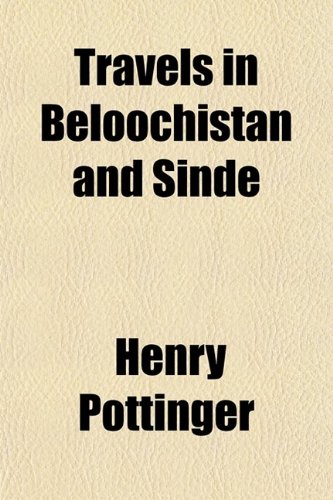 Travels in
Beloochistan
and Sinde
Henry
Pottinger